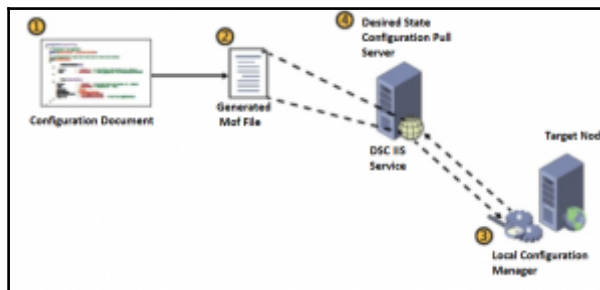 1
Configuration Document
2
Generated
Mof File
4
Desired State
Configuration Pull
Server
DSC IIS
Service
Target Nod
3
Local Configuration
Manager